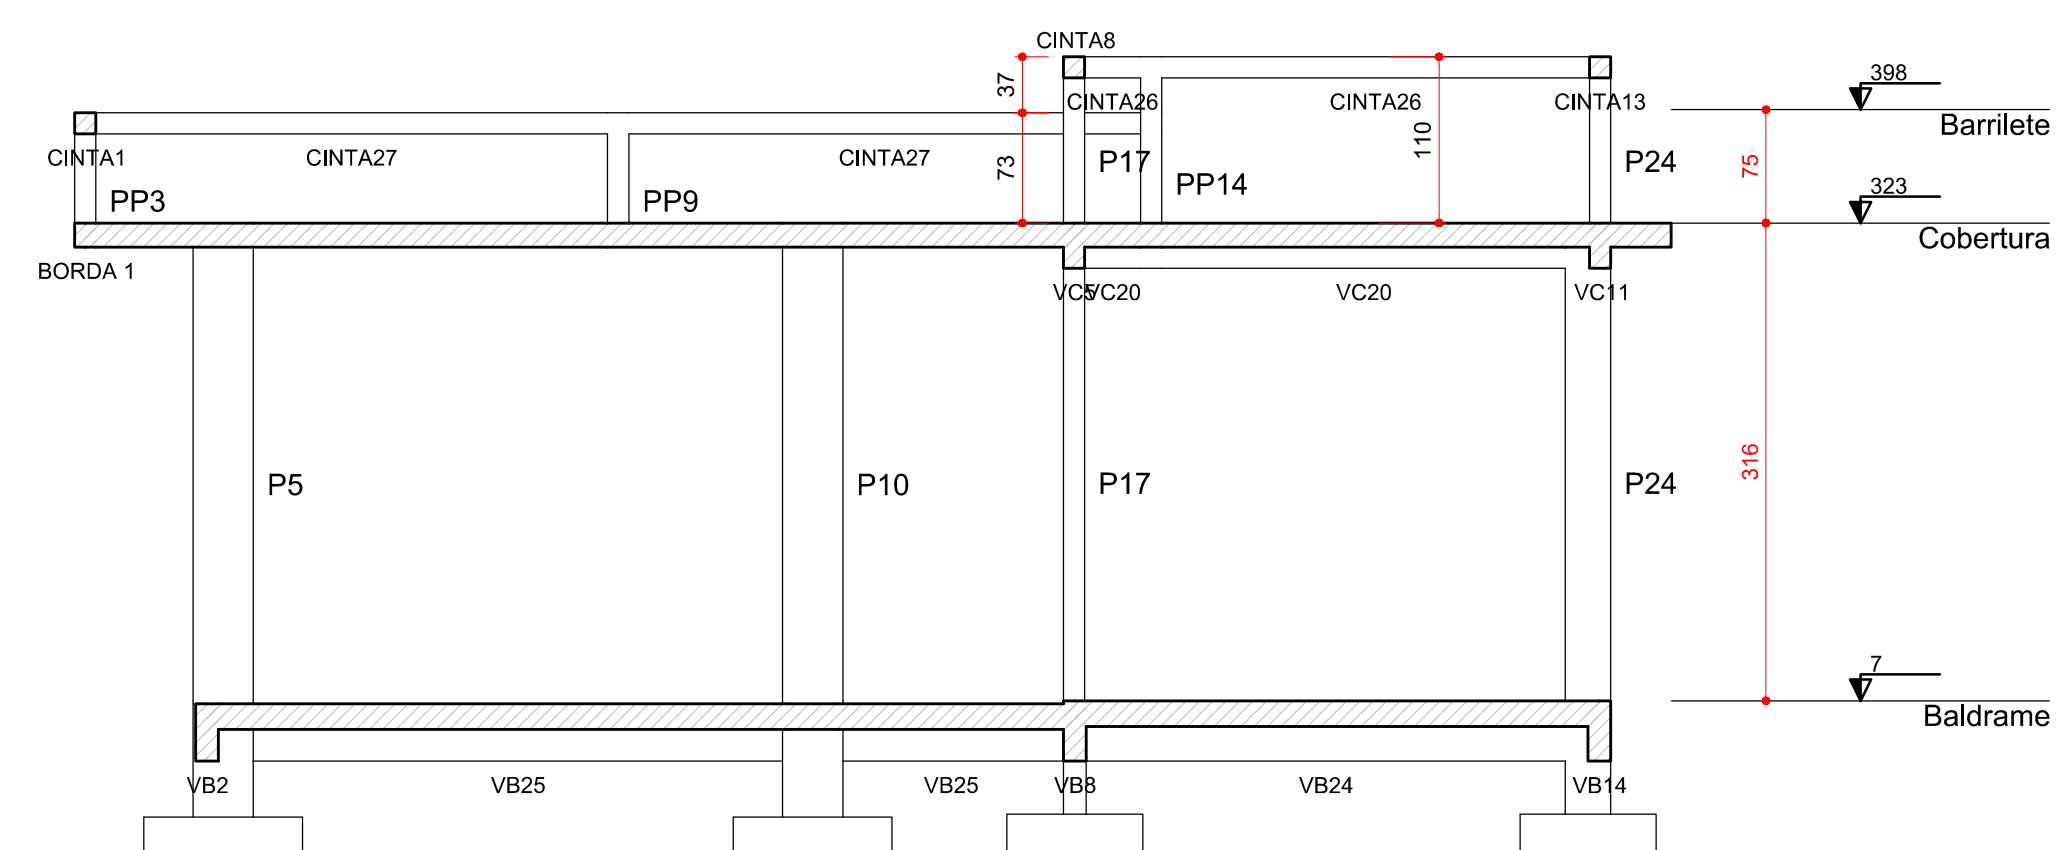 CINTA8
37
398
CINTA26
CINTA26
CINTA13
Barrilete
110
CINTA1
CINTA27
CINTA27
73
P17
P24
75
PP3
PP9
PP14
323
Cobertura
BORDA 1
VC5
VC20
VC20
VC11
P5
P10
P17
P24
316
7
Baldrame
VB2
VB25
VB25
VB8
VB24
VB14